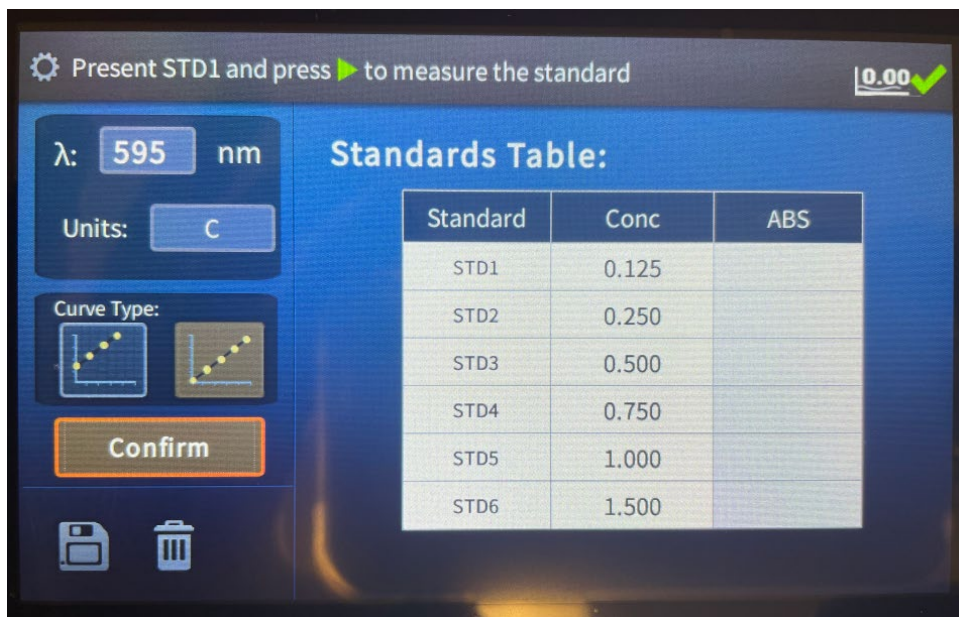 Present STD1 and press to measure the standard
0.00
λ: 595 nm
Units: C
Curve Type:
Confirm
Standards Table:
Standard Conc ABS
STD1 0.125
STD2 0.250
STD3 0.500
STD4 0.750
STD5 1.000
STD6 1.500